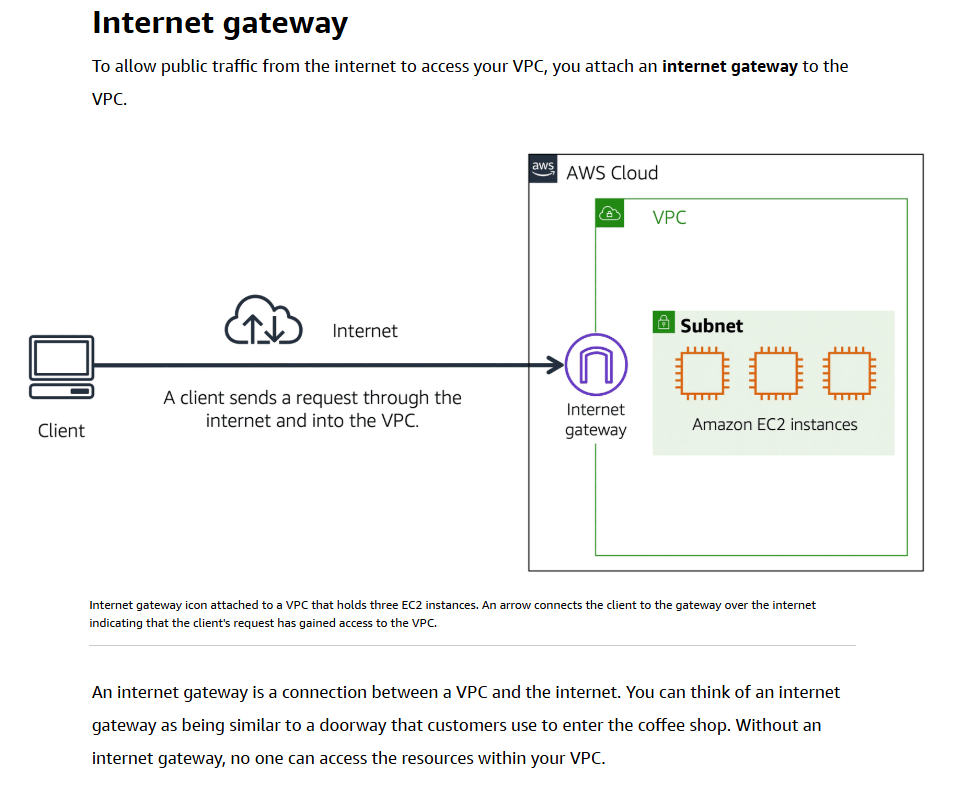 Internet gateway
To allow public traffic from the internet to access your VPC, you attach an internet gateway to the
VPC.
aws
AWS Cloud
VPC
Internet
Subnet
A client sends a request through the
internet and into the VPC.
Client
Internet
gateway
Amazon EC2 instances
Internet gateway icon attached to a VPC that holds three EC2 instances. An arrow connects the client to the gateway over the internet
indicating that the client's request has gained access to the VPC.
An internet gateway is a connection between a VPC and the internet. You can think of an internet
gateway as being similar to a doorway that customers use to enter the coffee shop. Without an
internet gateway, no one can access the resources within your VPC.